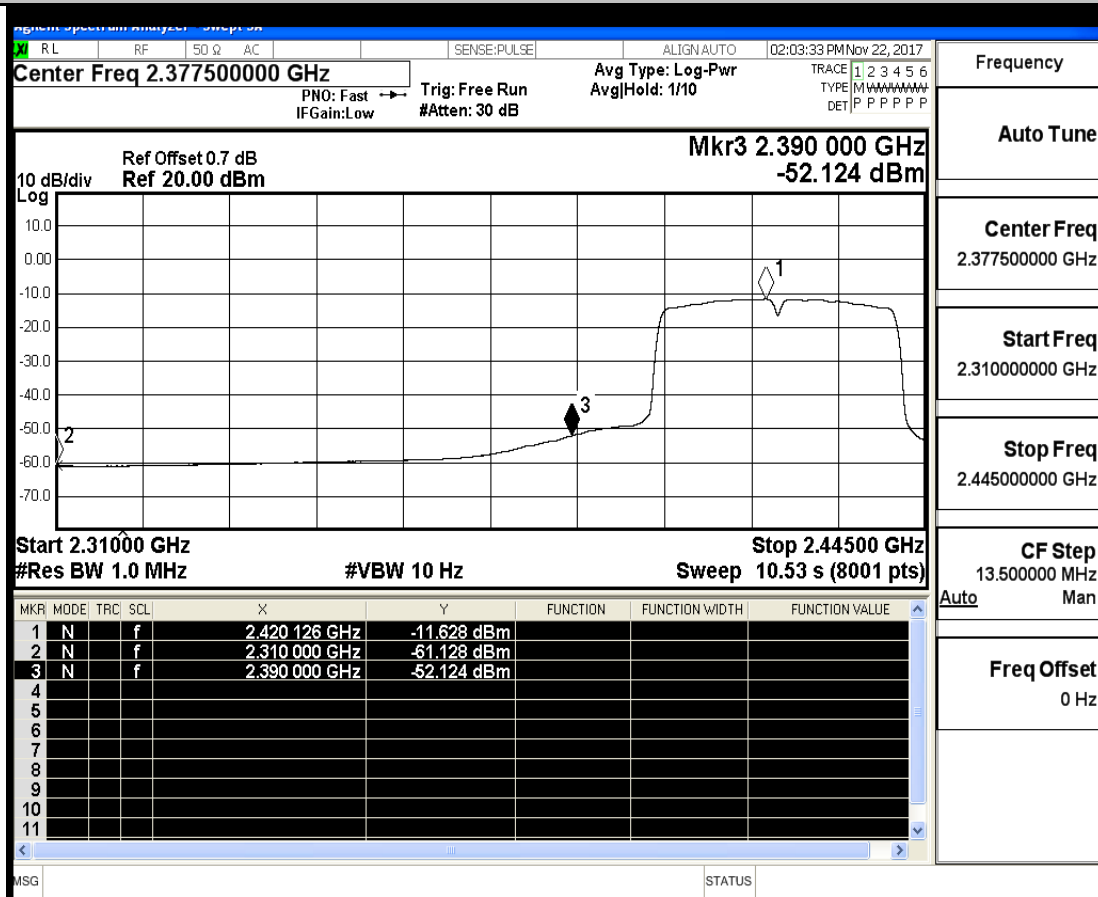 Agilent Spectrum Analyzer - Swept SA
RL RF 50 Ω AC SENSE:PULSE ALIGN AUTO 02:03:33 PM Nov 22, 2017
Center Freq 2.377500000 GHz
PNO: Fast
IFGain:Low
Trig: Free Run
#Atten: 30 dB
Avg Type: Log-Pwr
Avg|Hold: 1/10
TRACE 1 2 3 4 5 6
TYPE M WWWWW
DET P P P P P P
Mkr3 2.390 000 GHz
-52.124 dBm
Ref Offset 0.7 dB
10 dB/div Ref 20.00 dBm
Log
10.0
0.00
-10.0
-20.0
-30.0
-40.0
-50.0
-60.0
-70.0
1
2
3
Start 2.31000 GHz Stop 2.44500 GHz
#Res BW 1.0 MHz #VBW 10 Hz Sweep 10.53 s (8001 pts)
MKR MODE TRC SCL X Y FUNCTION FUNCTION WIDTH FUNCTION VALUE
1 N f 2.420 126 GHz -11.628 dBm
2 N f 2.310 000 GHz -61.128 dBm
3 N f 2.390 000 GHz -52.124 dBm
4
5
6
7
8
9
10
11
MSG STATUS
Frequency
Auto Tune
Center Freq
2.377500000 GHz
Start Freq
2.310000000 GHz
Stop Freq
2.445000000 GHz
CF Step
13.500000 MHz
Auto Man
Freq Offset
0 Hz